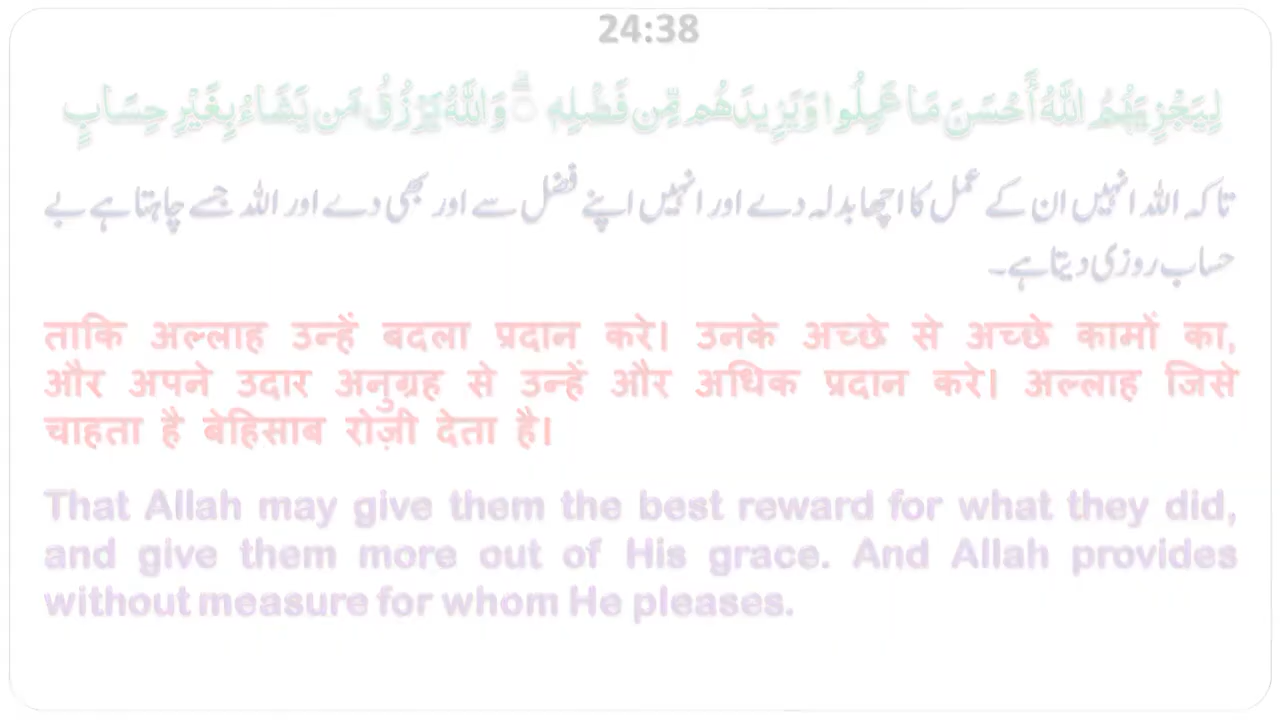 24:38
لِيَجْزِيَهُمُ اللَّهُ أَحْسَنَ مَا عَمِلُوا وَيَزِيدَهُم مِّن فَضْلِهِ ۗ وَاللَّهُ يَرْزُقُ مَن يَشَاءُ بِغَيْرِ حِسَابٍ
تاکہ اللہ انہیں ان کے عمل کا اچھا بدلہ دے اور انہیں اپنے فضل سے اور بھی دے اور اللہ جسے چاہتا ہے بے
حساب روزی دیتا ہے۔
ताकि अल्लाह उन्हें बदला प्रदान करे। उनके अच्छे से अच्छे कामों का,
और अपने उदार अनुग्रह से उन्हें और अधिक प्रदान करे। अल्लाह जिसे
चाहता है बेहिसाब रोज़ी देता है।
That Allah may give them the best reward for what they did,
and give them more out of His grace. And Allah provides
without measure for whom He pleases.